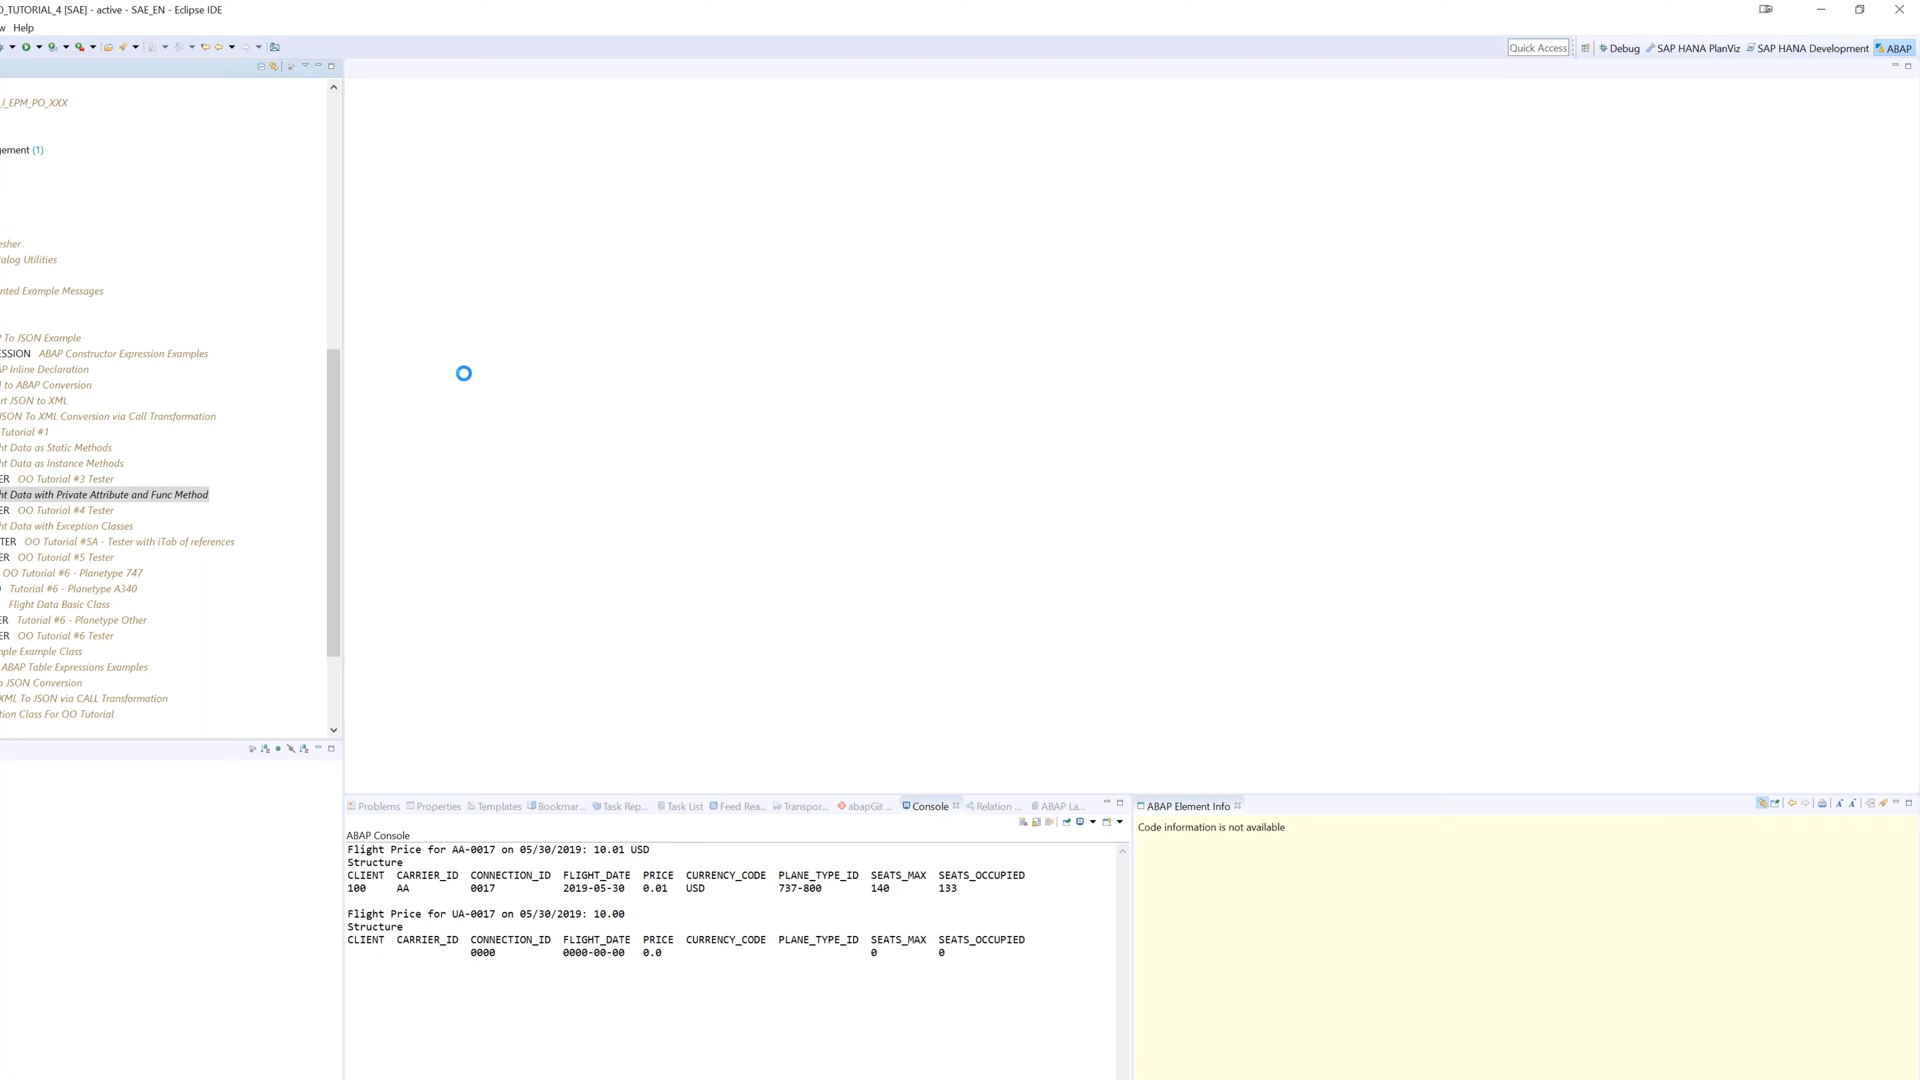 O_TUTORIAL_4 [SAE] - active - SAE_EN - Eclipse IDE
w Help
Quick Access Debug SAP HANA PlanViz SAP HANA Development ABAP
_I_EPM_PO_XXX
gement (1)
esher
talog Utilities
nted Example Messages
P To JSON Example
ESSION ABAP Constructor Expression Examples
AP Inline Declaration
N to ABAP Conversion
ert JSON to XML
JSON To XML Conversion via Call Transformation
Tutorial #1
ht Data as Static Methods
ht Data as Instance Methods
ER OO Tutorial #3 Tester
ht Data with Private Attribute and Func Method
ER OO Tutorial #4 Tester
ht Data with Exception Classes
TER OO Tutorial #5A - Tester with iTab of references
ER OO Tutorial #5 Tester
OO Tutorial #6 - Planetype 747
0 Tutorial #6 - Planetype A340
Flight Data Basic Class
ER Tutorial #6 - Planetype Other
ER OO Tutorial #6 Tester
mple Example Class
ABAP Table Expressions Examples
o JSON Conversion
XML To JSON via CALL Transformation
tion Class For OO Tutorial
Problems Properties Templates Bookmar... Task Rep... Task List Feed Rea... Transpor... abapGit ... Console Relation ... ABAP La...
ABAP Console
Flight Price for AA-0017 on 05/30/2019: 10.01 USD
Structure
CLIENT CARRIER_ID CONNECTION_ID FLIGHT_DATE PRICE CURRENCY_CODE PLANE_TYPE_ID SEATS_MAX SEATS_OCCUPIED
100 AA 0017 2019-05-30 0.01 USD 737-800 140 133
Flight Price for UA-0017 on 05/30/2019: 10.00
Structure
CLIENT CARRIER_ID CONNECTION_ID FLIGHT_DATE PRICE CURRENCY_CODE PLANE_TYPE_ID SEATS_MAX SEATS_OCCUPIED
0000 0000-00-00 0.0 0 0
ABAP Element Info
Code information is not available